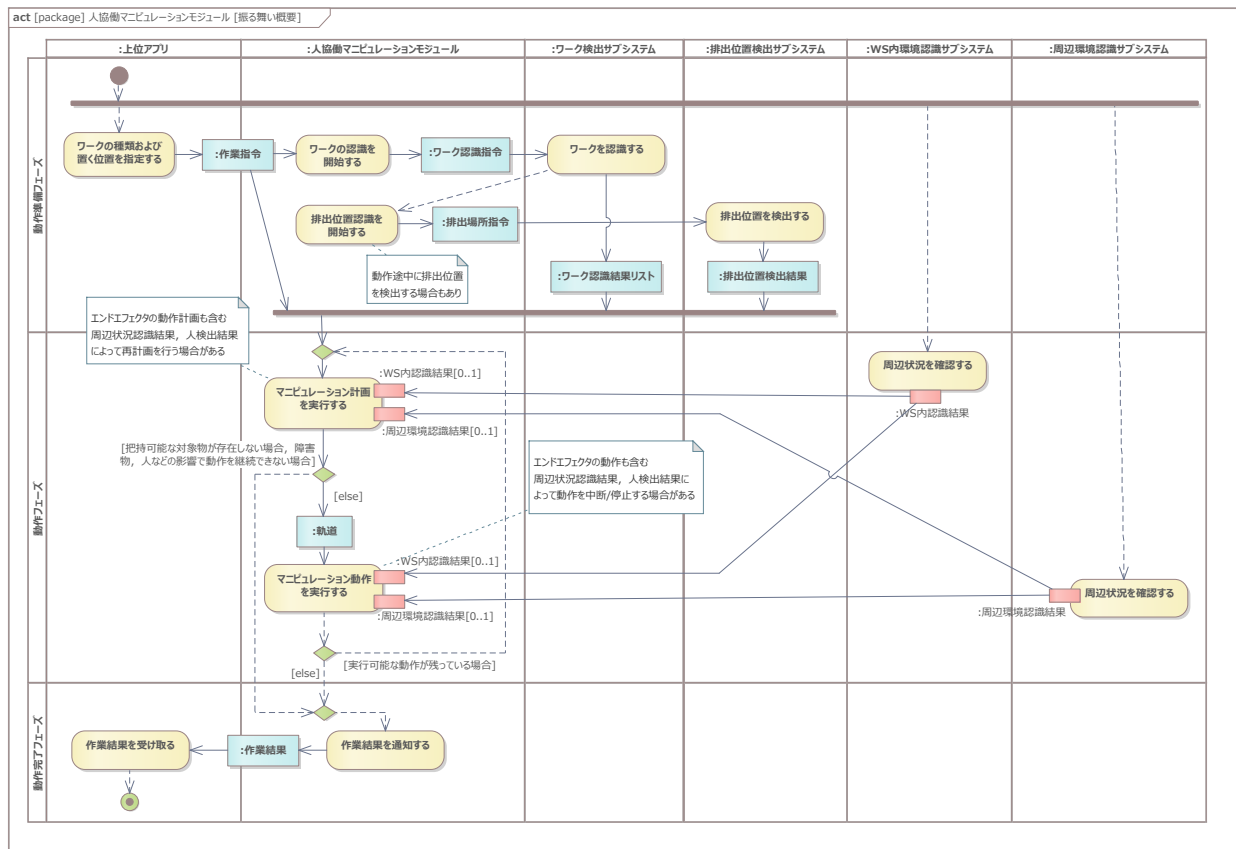 act [package] 人協働マニピュレーションモジュール [振る舞い概要]
:上位アプリ
:人協働マニピュレーションモジュール
:ワーク検出サブシステム
:排出位置検出サブシステム
:WS内環境認識サブシステム
:周辺環境認識サブシステム
動作準備フェーズ
ワークの種類および
置く位置を指定する
:作業指令
ワークの認識を
開始する
:ワーク認識指令
ワークを認識する
排出位置認識を
開始する
:排出場所指令
排出位置を検出する
動作途中に排出位置
を検出する場合もあり
:ワーク認識結果リスト
:排出位置検出結果
エンドエフェクタの動作計画も含む
周辺状況認識結果，人検出結果
によって再計画を行う場合がある
動作フェーズ
:WS内認識結果[0..1]
マニピュレーション計画
を実行する
:周辺環境認識結果[0..1]
周辺状況を確認する
:WS内認識結果
[把持可能な対象物が存在しない場合，障害
物，人などの影響で動作を継続できない場合]
[else]
エンドエフェクタの動作も含む
周辺状況認識結果，人検出結果に
よって動作を中断/停止する場合がある
:軌道
:WS内認識結果[0..1]
マニピュレーション動作
を実行する
:周辺環境認識結果[0..1]
周辺状況を確認する
:周辺環境認識結果
[実行可能な動作が残っている場合]
[else]
動作完了フェーズ
作業結果を受け取る
:作業結果
作業結果を通知する